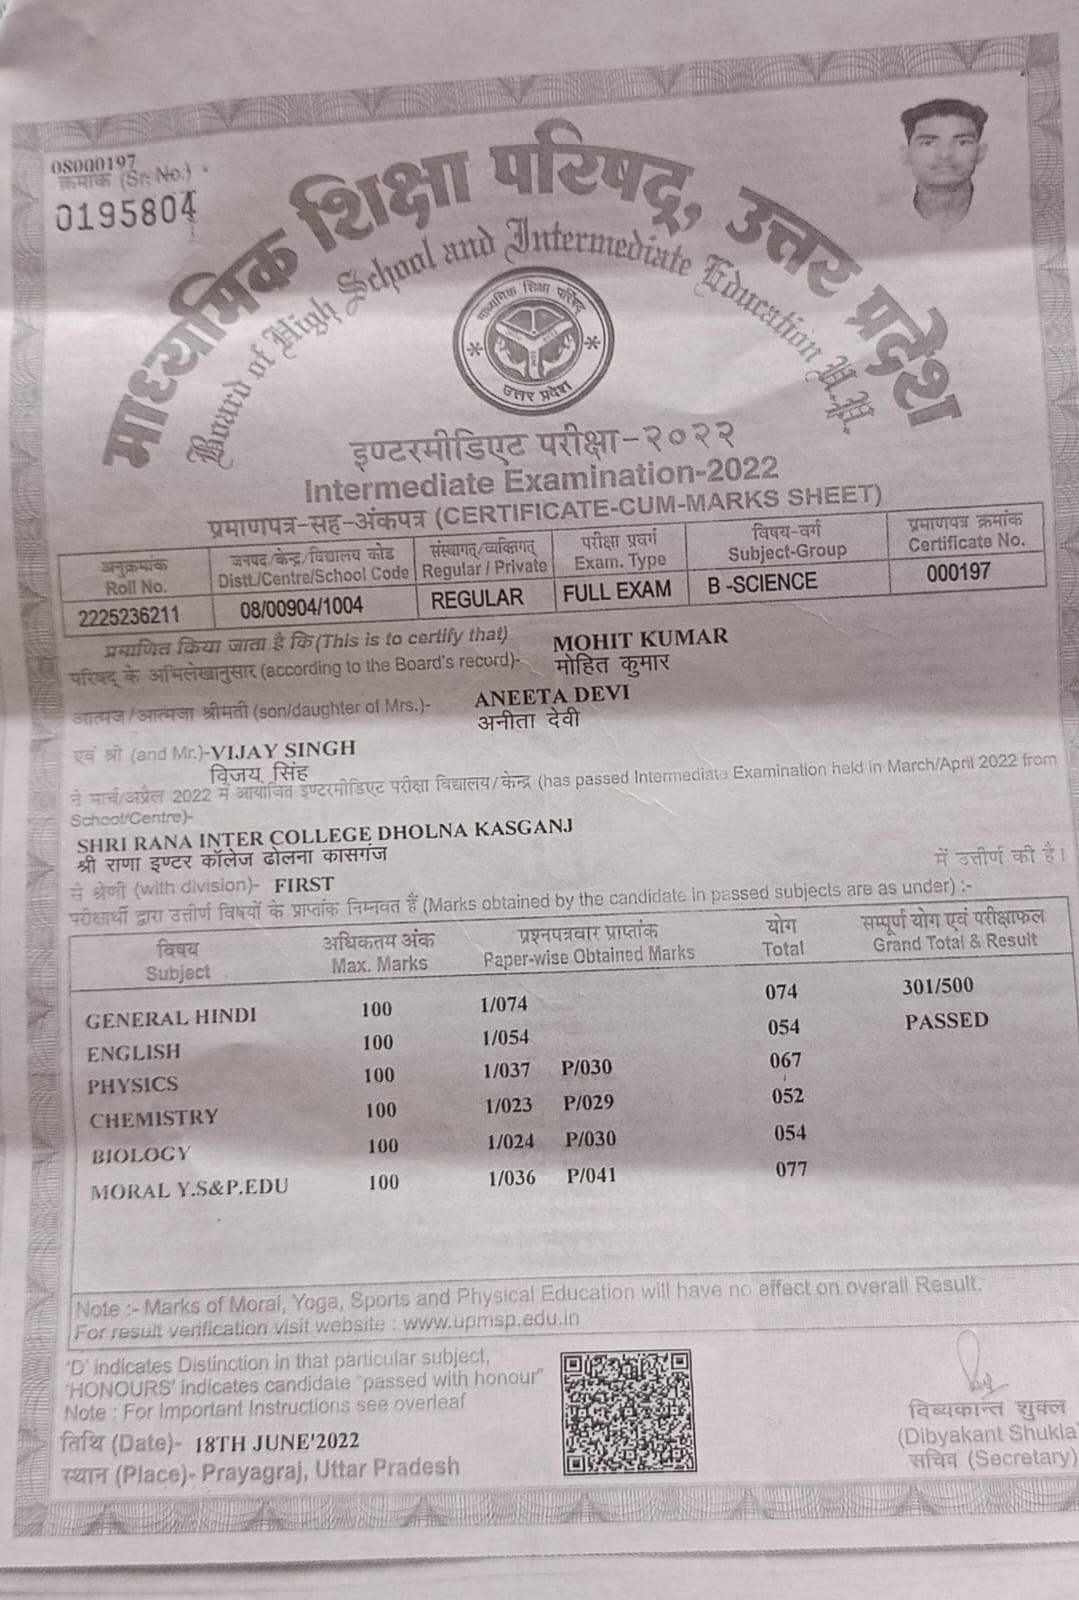 0S000197
क्रमांक (Sr. No.)
0195804
माध्यमिक शिक्षा परिषद्, उत्तर प्रदेश
Board of High School and Intermediate Education U.P.
माध्यमिक शिक्षा परिषद्
उत्तर प्रदेश
इण्टरमीडिएट परीक्षा-२०२२
Intermediate Examination-2022
प्रमाणपत्र-सह-अंकपत्र (CERTIFICATE-CUM-MARKS SHEET)
अनुक्रमांक जनपद/केन्द्र/विद्यालय कोड संस्थागत्/व्यक्तिगत् परीक्षा प्रवर्ग विषय-वर्ग प्रमाणपत्र क्रमांक
Roll No. Distt./Centre/School Code Regular / Private Exam. Type Subject-Group Certificate No.
2225236211 08/00904/1004 REGULAR FULL EXAM B -SCIENCE 000197
प्रमाणित किया जाता है कि (This is to certify that) MOHIT KUMAR
परिषद् के अभिलेखानुसार (according to the Board's record)- मोहित कुमार
आत्मज/आत्मजा श्रीमती (son/daughter of Mrs.)- ANEETA DEVI
अनीता देवी
एवं श्री (and Mr.)-VIJAY SINGH
विजय सिंह
ने मार्च/अप्रैल 2022 में आयोजित इण्टरमीडिएट परीक्षा विद्यालय/केन्द्र (has passed Intermediate Examination held in March/April 2022 from
School/Centre)-
SHRI RANA INTER COLLEGE DHOLNA KASGANJ
श्री राणा इण्टर कॉलेज ढोलना कासगंज
में उत्तीर्ण की है।
से श्रेणी (with division)- FIRST
परीक्षार्थी द्वारा उत्तीर्ण विषयों के प्राप्तांक निम्नवत हैं (Marks obtained by the candidate in passed subjects are as under) :-
विषय अधिकतम अंक प्रश्नपत्रवार प्राप्तांक योग सम्पूर्ण योग एवं परीक्षाफल
Subject Max. Marks Paper-wise Obtained Marks Total Grand Total & Result
GENERAL HINDI 100 1/074 074 301/500
ENGLISH 100 1/054 054 PASSED
PHYSICS 100 1/037 P/030 067
CHEMISTRY 100 1/023 P/029 052
BIOLOGY 100 1/024 P/030 054
MORAL Y.S&P.EDU 100 1/036 P/041 077
Note :- Marks of Moral, Yoga, Sports and Physical Education will have no effect on overall Result.
For result verification visit website : www.upmsp.edu.in
'D' indicates Distinction in that particular subject,
'HONOURS' indicates candidate "passed with honour"
Note : For Important Instructions see overleaf
तिथि (Date)- 18TH JUNE'2022
स्थान (Place)- Prayagraj, Uttar Pradesh
दिव्यकान्त शुक्ल
(Dibyakant Shukla)
सचिव (Secretary)